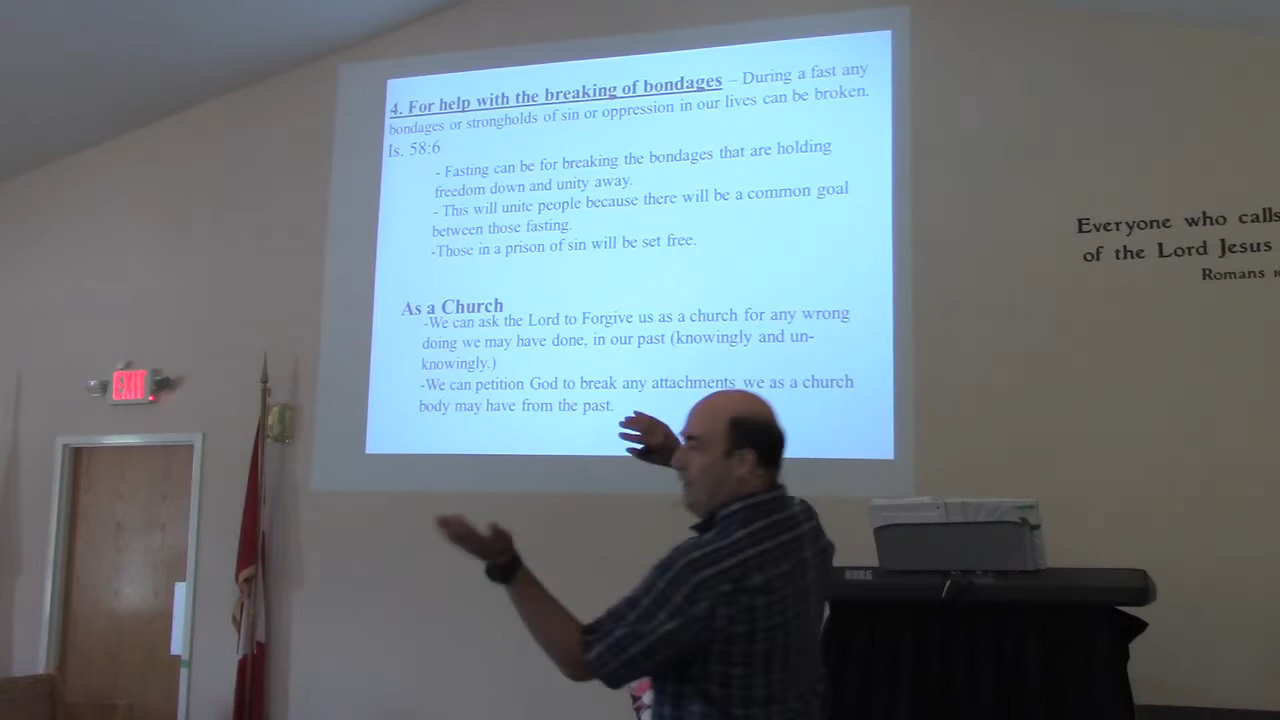 4. For help with the breaking of bondages – During a fast any
bondages or strongholds of sin or oppression in our lives can be broken.
Is. 58:6
- Fasting can be for breaking the bondages that are holding
freedom down and unity away.
- This will unite people because there will be a common goal
between those fasting.
-Those in a prison of sin will be set free.
As a Church
-We can ask the Lord to Forgive us as a church for any wrong
doing we may have done, in our past (knowingly and un-
knowingly.)
-We can petition God to break any attachments we as a church
body may have from the past.
Everyone who calls
of the Lord Jesus
Romans
EXIT
KORG